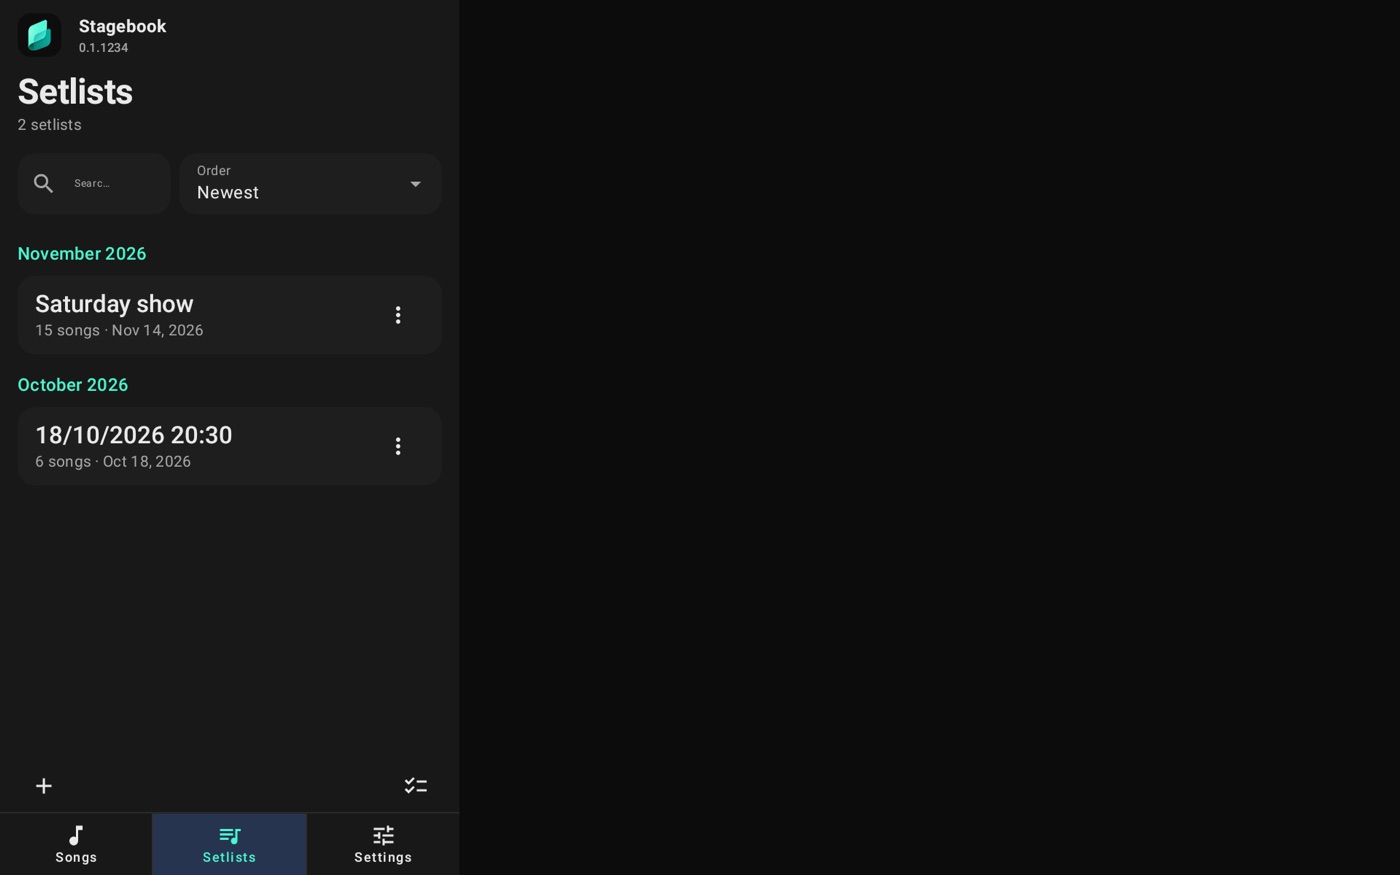 Stagebook
0.1.1234
Setlists
2 setlists
Searc…
Order
Newest
November 2026
Saturday show
15 songs · Nov 14, 2026
October 2026
18/10/2026 20:30
6 songs · Oct 18, 2026
Songs
Setlists
Settings